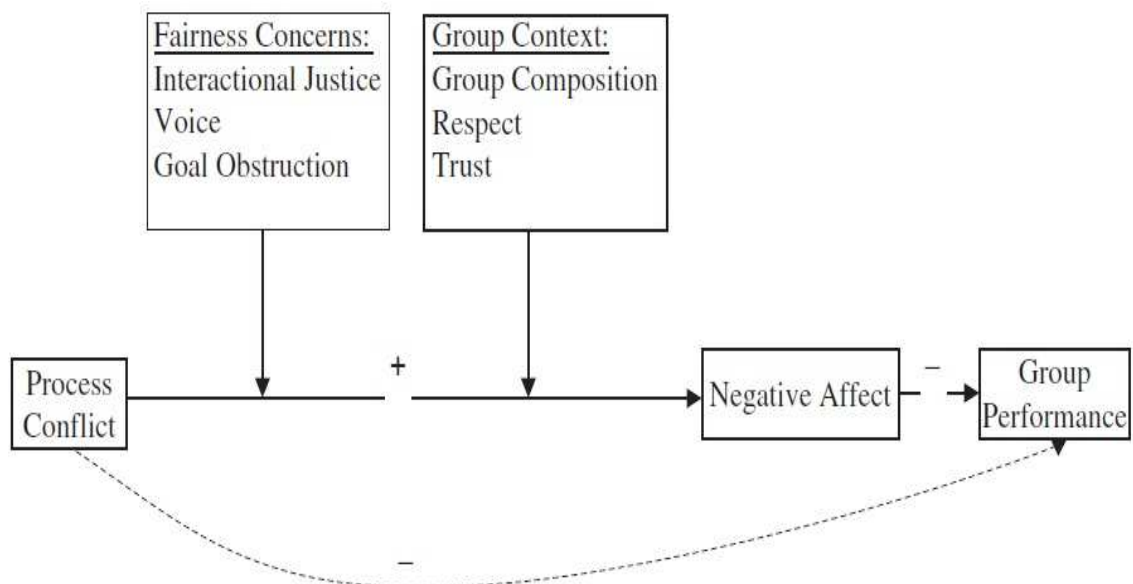 Fairness Concerns:
Interactional Justice
Voice
Goal Obstruction
Group Context:
Group Composition
Respect
Trust
Process
Conflict
+
Negative Affect
–
Group
Performance
–